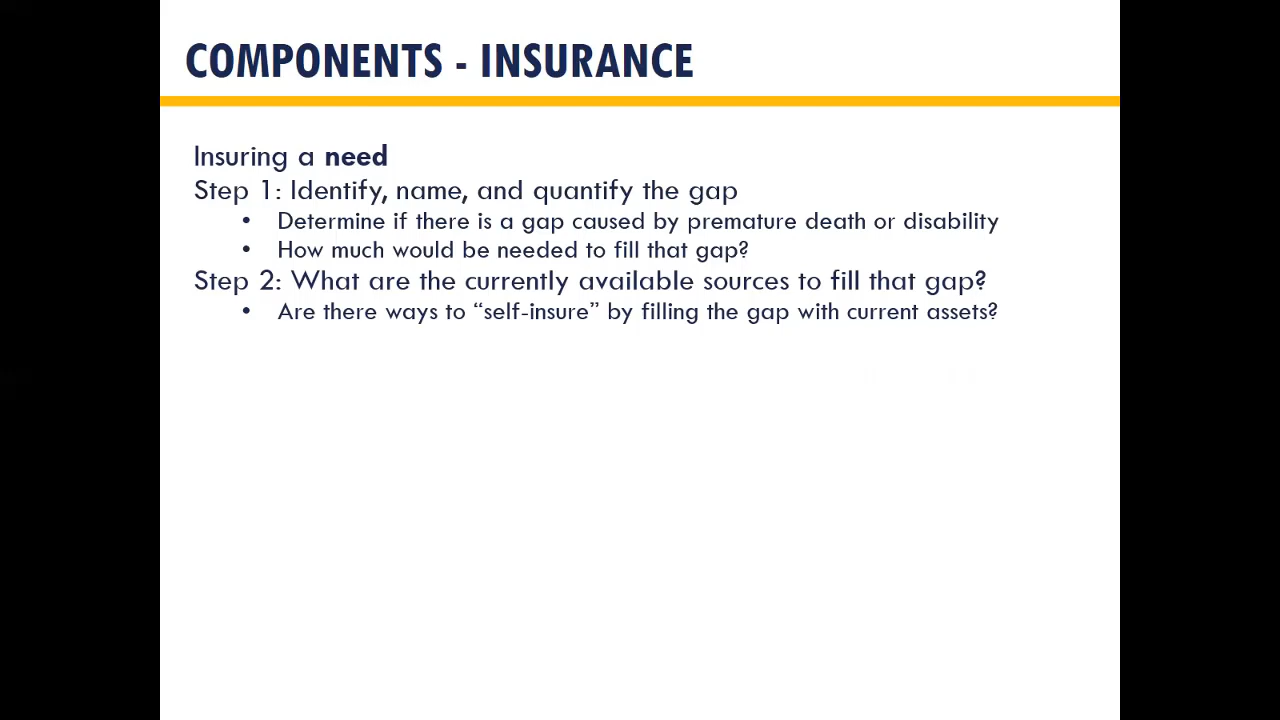 COMPONENTS - INSURANCE
Insuring a need
Step 1: Identify, name, and quantify the gap
• Determine if there is a gap caused by premature death or disability
• How much would be needed to fill that gap?
Step 2: What are the currently available sources to fill that gap?
• Are there ways to “self-insure” by filling the gap with current assets?